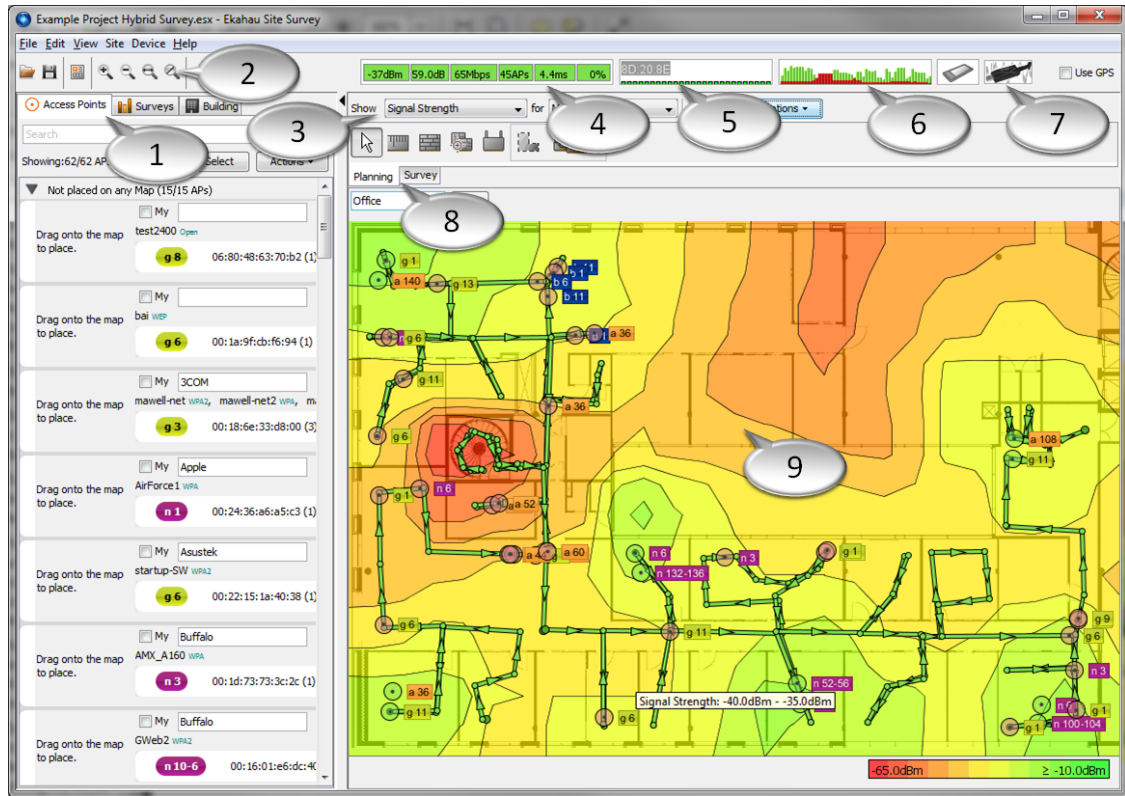 Example Project Hybrid Survey.esx - Ekahau Site Survey
File Edit View Site Device Help
2
-37dBm 59.0dB 65Mbps 45APs 4.4ms 0%
8D:20:8E
Use GPS
Access Points Surveys Building
3
Show Signal Strength for
4
5
6
7
Search
1
Showing:62/62
Select Actions
Planning Survey
Office
8
Not placed on any Map (15/15 APs)
My
Drag onto the map to place.
test2400 Open
g 8 06:80:48:63:70:b2 (1)
My
Drag onto the map to place.
bai WEP
g 6 00:1a:9f:cb:f6:94 (1)
My 3COM
Drag onto the map to place.
mawell-net WPA2, mawell-net2 WPA,
g 3 00:18:6e:33:d8:00 (3)
My Apple
Drag onto the map to place.
AirForce1 WPA
n 1 00:24:36:a6:a5:c3 (1)
My Asustek
Drag onto the map to place.
startup-SW WPA2
g 6 00:22:15:1a:40:38 (1)
My Buffalo
Drag onto the map to place.
AMX_A160 WPA
n 3 00:1d:73:73:3c:2c (1)
My Buffalo
Drag onto the map to place.
GWeb2 WPA2
n 10-6 00:16:01:e6:dc:4
g 1
a 140
g 13
b 1
b 6
b 11
g 6
a 36
g 11
a 36
g 6
a 108
g 11
9
n 6
g 1
a 52
a 60
n 6
n 132-136
n 3
g 1
g 6
g 11
g 9
g 6
n 3
a 36
g 11
n 52-56
Signal Strength: -40.0dBm - -35.0dBm
g 6
g 1
g 1
n 100-104
-65.0dBm ≥ -10.0dBm